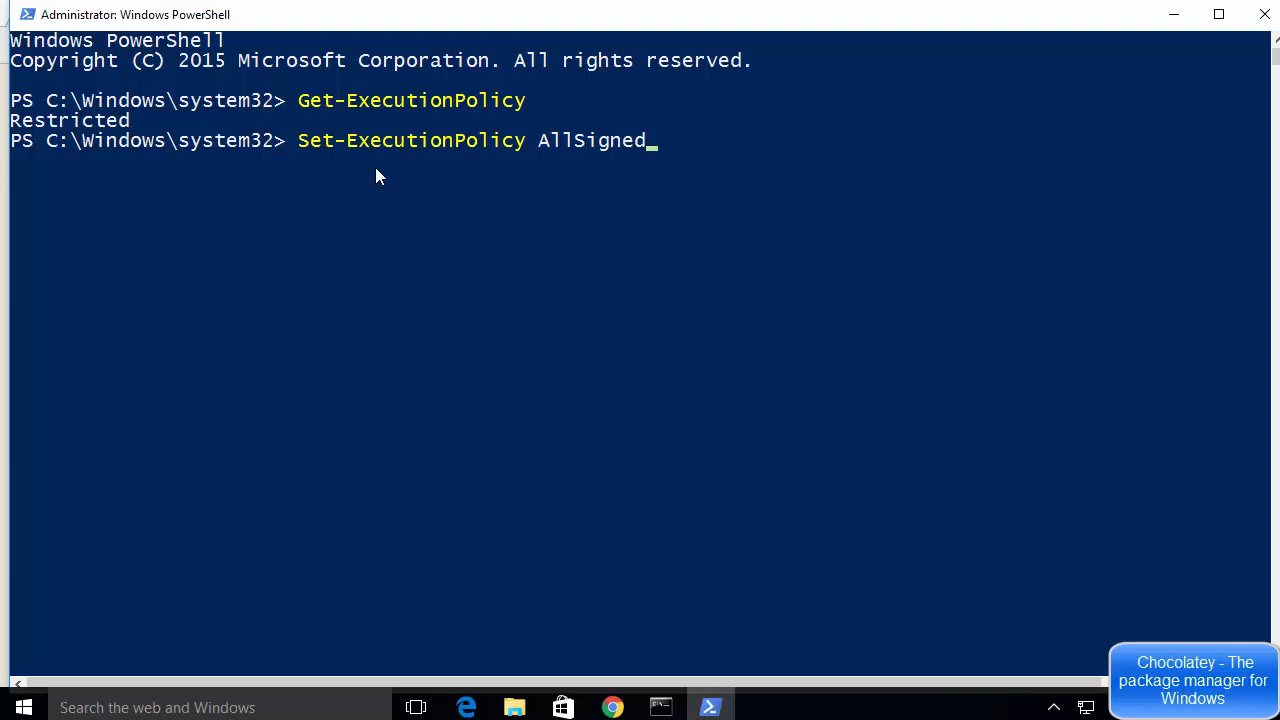 Administrator: Windows PowerShell
Windows PowerShell
Copyright (C) 2015 Microsoft Corporation. All rights reserved.
PS C:\Windows\system32> Get-ExecutionPolicy
Restricted
PS C:\Windows\system32> Set-ExecutionPolicy AllSigned
Chocolatey - The
package manager for
Windows
Search the web and Windows